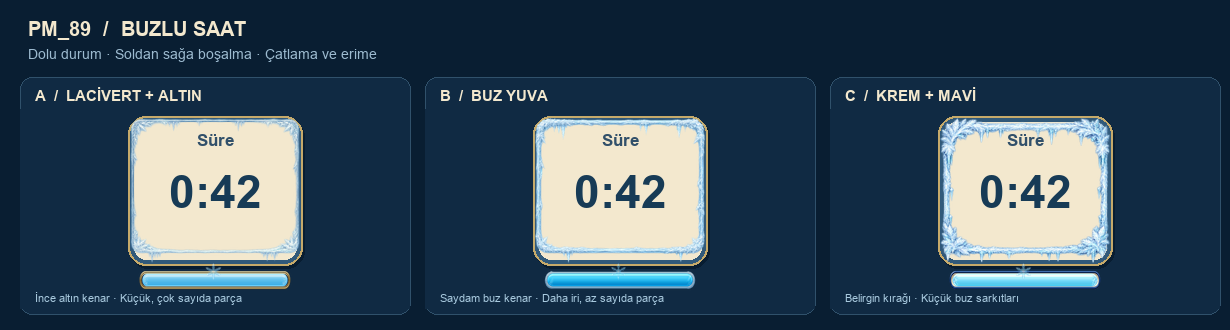 PM_89 / BUZLU SAAT
Dolu durum · Soldan sağa boşalma · Çatlama ve erime
A / LACİVERT + ALTIN
Süre
0:42
İnce altın kenar · Küçük, çok sayıda parça
B / BUZ YUVA
Süre
0:42
Saydam buz kenar · Daha iri, az sayıda parça
C / KREM + MAVİ
Süre
0:42
Belirgin kırağı · Küçük buz sarkıtları